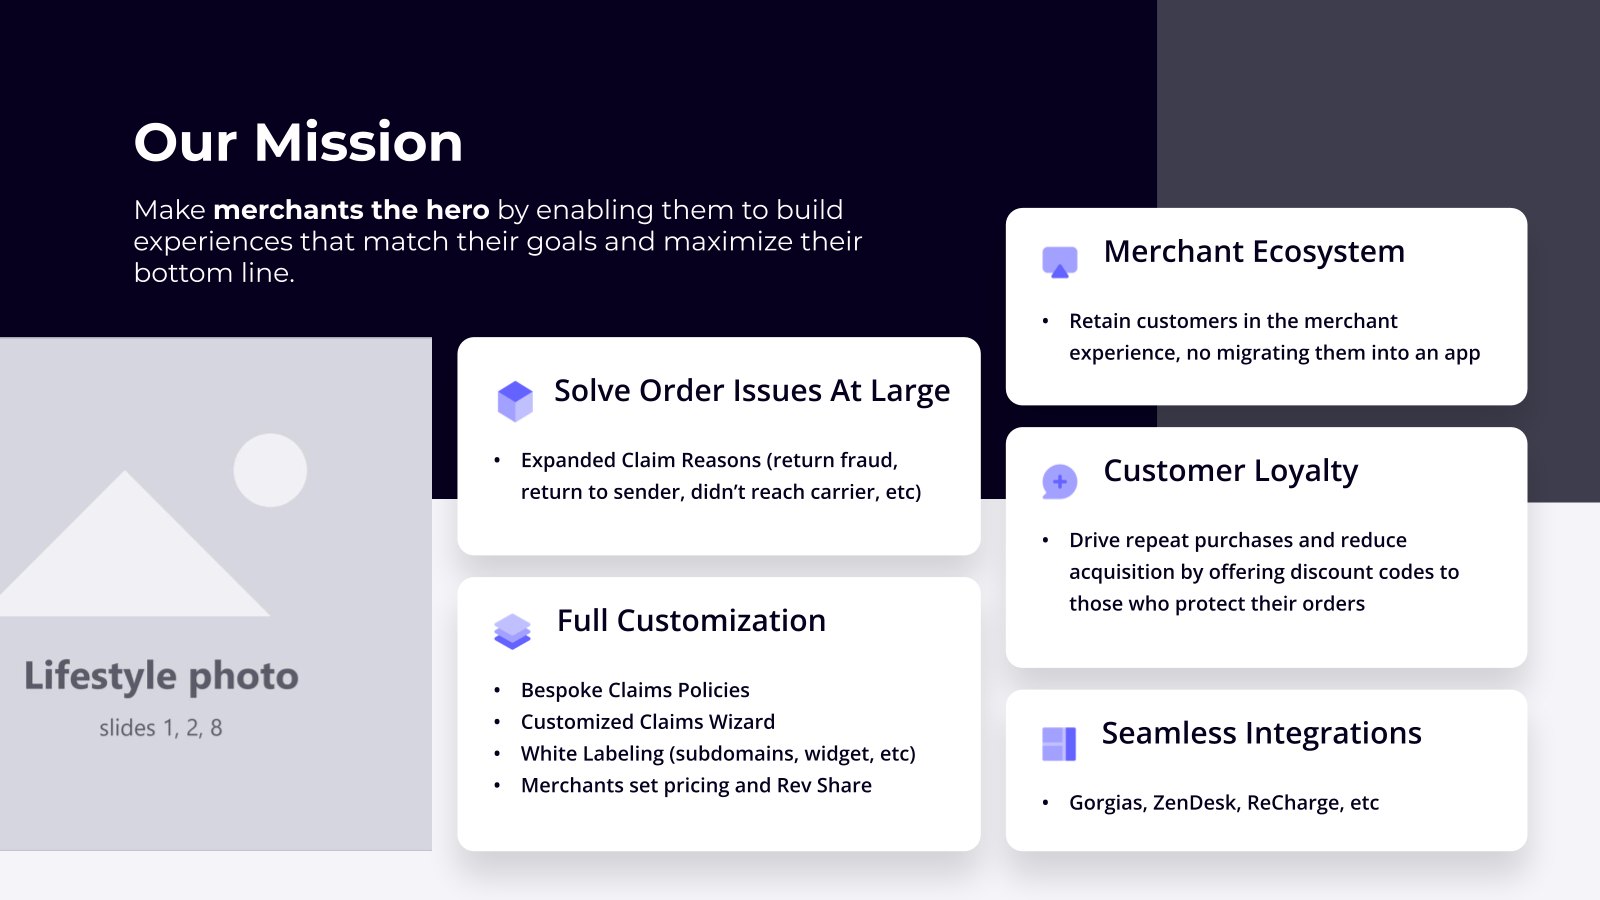 Our Mission
Make merchants the hero by enabling them to build
experiences that match their goals and maximize their
bottom line.
Lifestyle photo
slides 1, 2, 8
Solve Order Issues At Large
• Expanded Claim Reasons (return fraud,
return to sender, didn’t reach carrier, etc)
Full Customization
• Bespoke Claims Policies
• Customized Claims Wizard
• White Labeling (subdomains, widget, etc)
• Merchants set pricing and Rev Share
Merchant Ecosystem
• Retain customers in the merchant
experience, no migrating them into an app
Customer Loyalty
• Drive repeat purchases and reduce
acquisition by offering discount codes to
those who protect their orders
Seamless Integrations
• Gorgias, ZenDesk, ReCharge, etc